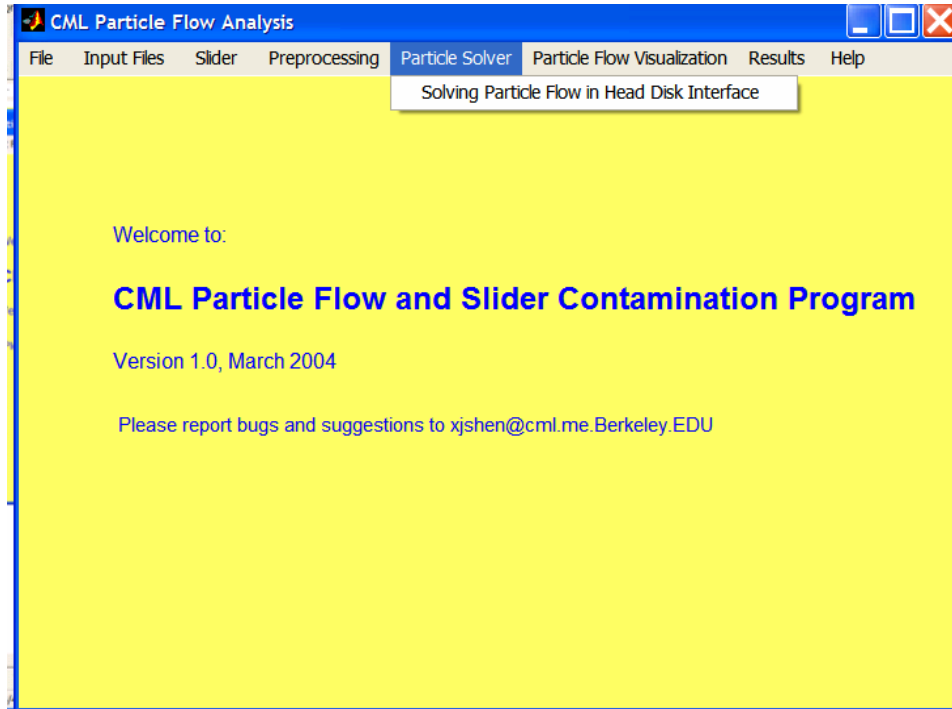 CML Particle Flow Analysis
File Input Files Slider Preprocessing Particle Solver Particle Flow Visualization Results Help
Solving Particle Flow in Head Disk Interface
Welcome to:
CML Particle Flow and Slider Contamination Program
Version 1.0, March 2004
Please report bugs and suggestions to xjshen@cml.me.Berkeley.EDU